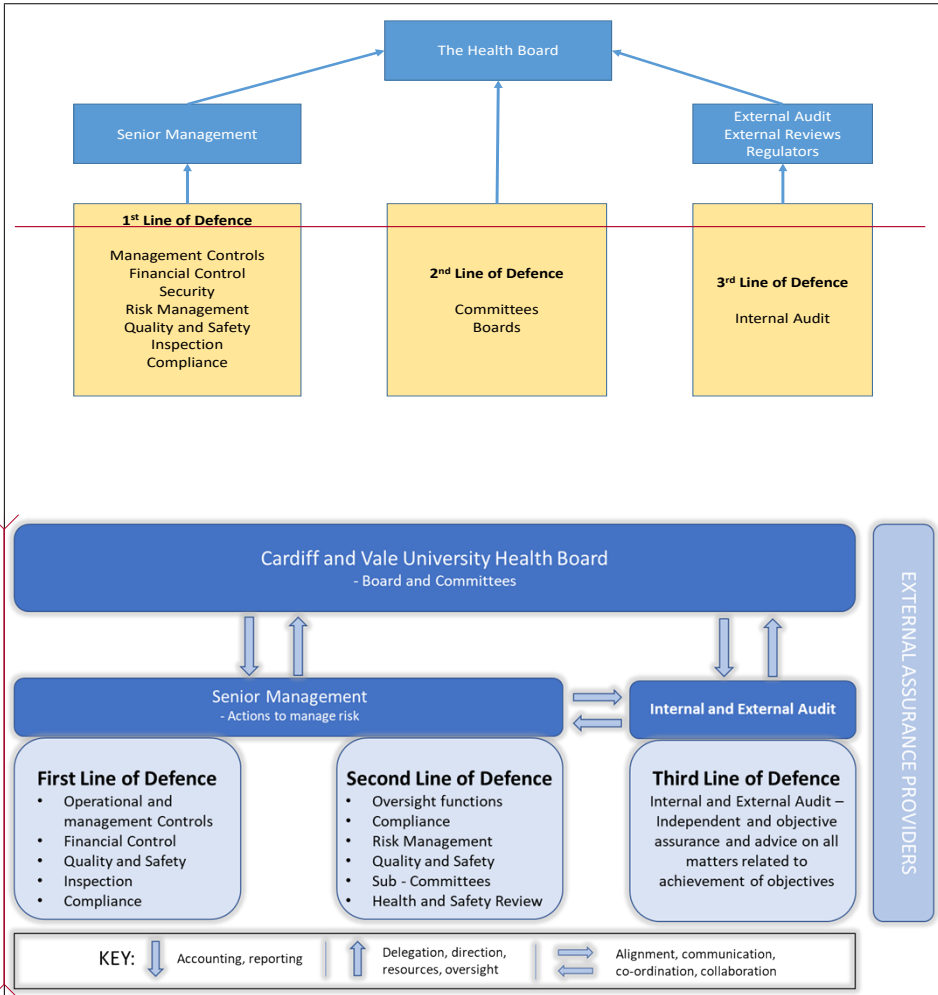 The Health Board
Senior Management
External Audit
External Reviews
Regulators
1st Line of Defence
Management Controls
Financial Control
Security
Risk Management
Quality and Safety
Inspection
Compliance
2nd Line of Defence
Committees
Boards
3rd Line of Defence
Internal Audit
Cardiff and Vale University Health Board
- Board and Committees
EXTERNAL ASSURANCE PROVIDERS
Senior Management
- Actions to manage risk
Internal and External Audit
First Line of Defence
• Operational and
management Controls
• Financial Control
• Quality and Safety
• Inspection
• Compliance
Second Line of Defence
• Oversight functions
• Compliance
• Risk Management
• Quality and Safety
• Sub - Committees
• Health and Safety Review
Third Line of Defence
Internal and External Audit –
Independent and objective
assurance and advice on all
matters related to
achievement of objectives
KEY:
Accounting, reporting
Delegation, direction,
resources, oversight
Alignment, communication,
co-ordination, collaboration